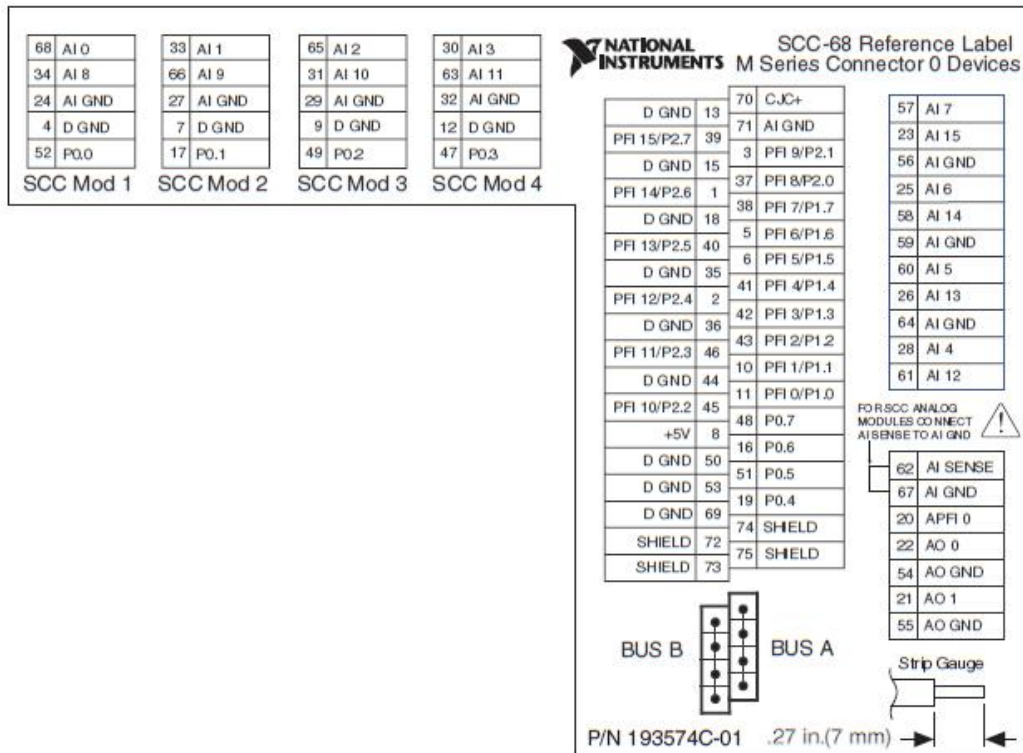 68 AI 0
34 AI 8
24 AI GND
4 D GND
52 P0.0
SCC Mod 1
33 AI 1
66 AI 9
27 AI GND
7 D GND
17 P0.1
SCC Mod 2
65 AI 2
31 AI 10
29 AI GND
9 D GND
49 P0.2
SCC Mod 3
30 AI 3
63 AI 11
32 AI GND
12 D GND
47 P0.3
SCC Mod 4
NATIONAL
INSTRUMENTS
SCC-68 Reference Label
M Series Connector 0 Devices
D GND 13
PFI 15/P2.7 39
D GND 15
PFI 14/P2.6 1
D GND 18
PFI 13/P2.5 40
D GND 35
PFI 12/P2.4 2
D GND 36
PFI 11/P2.3 46
D GND 44
PFI 10/P2.2 45
+5V 8
D GND 50
D GND 53
D GND 69
SHIELD 72
SHIELD 73
70 CJC+
71 AI GND
3 PFI 9/P2.1
37 PFI 8/P2.0
38 PFI 7/P1.7
5 PFI 6/P1.6
6 PFI 5/P1.5
41 PFI 4/P1.4
42 PFI 3/P1.3
43 PFI 2/P1.2
10 PFI 1/P1.1
11 PFI 0/P1.0
48 P0.7
16 P0.6
51 P0.5
19 P0.4
74 SHIELD
75 SHIELD
57 AI 7
23 AI 15
56 AI GND
25 AI 6
58 AI 14
59 AI GND
60 AI 5
26 AI 13
64 AI GND
28 AI 4
61 AI 12
FOR SCC ANALOG
MODULES CONNECT
AI SENSE TO AI GND
!
62 AI SENSE
67 AI GND
20 APFI 0
22 AO 0
54 AO GND
21 AO 1
55 AO GND
BUS B
BUS A
Strip Gauge
P/N 193574C-01
.27 in.(7 mm)